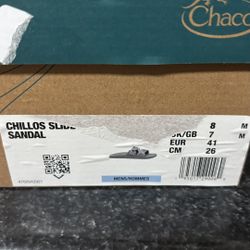 Chaco
CHILLOS SLIDE
SANDAL
8 M
UK/GB 7 M
EUR 41
CM 26
MENS/HOMMES